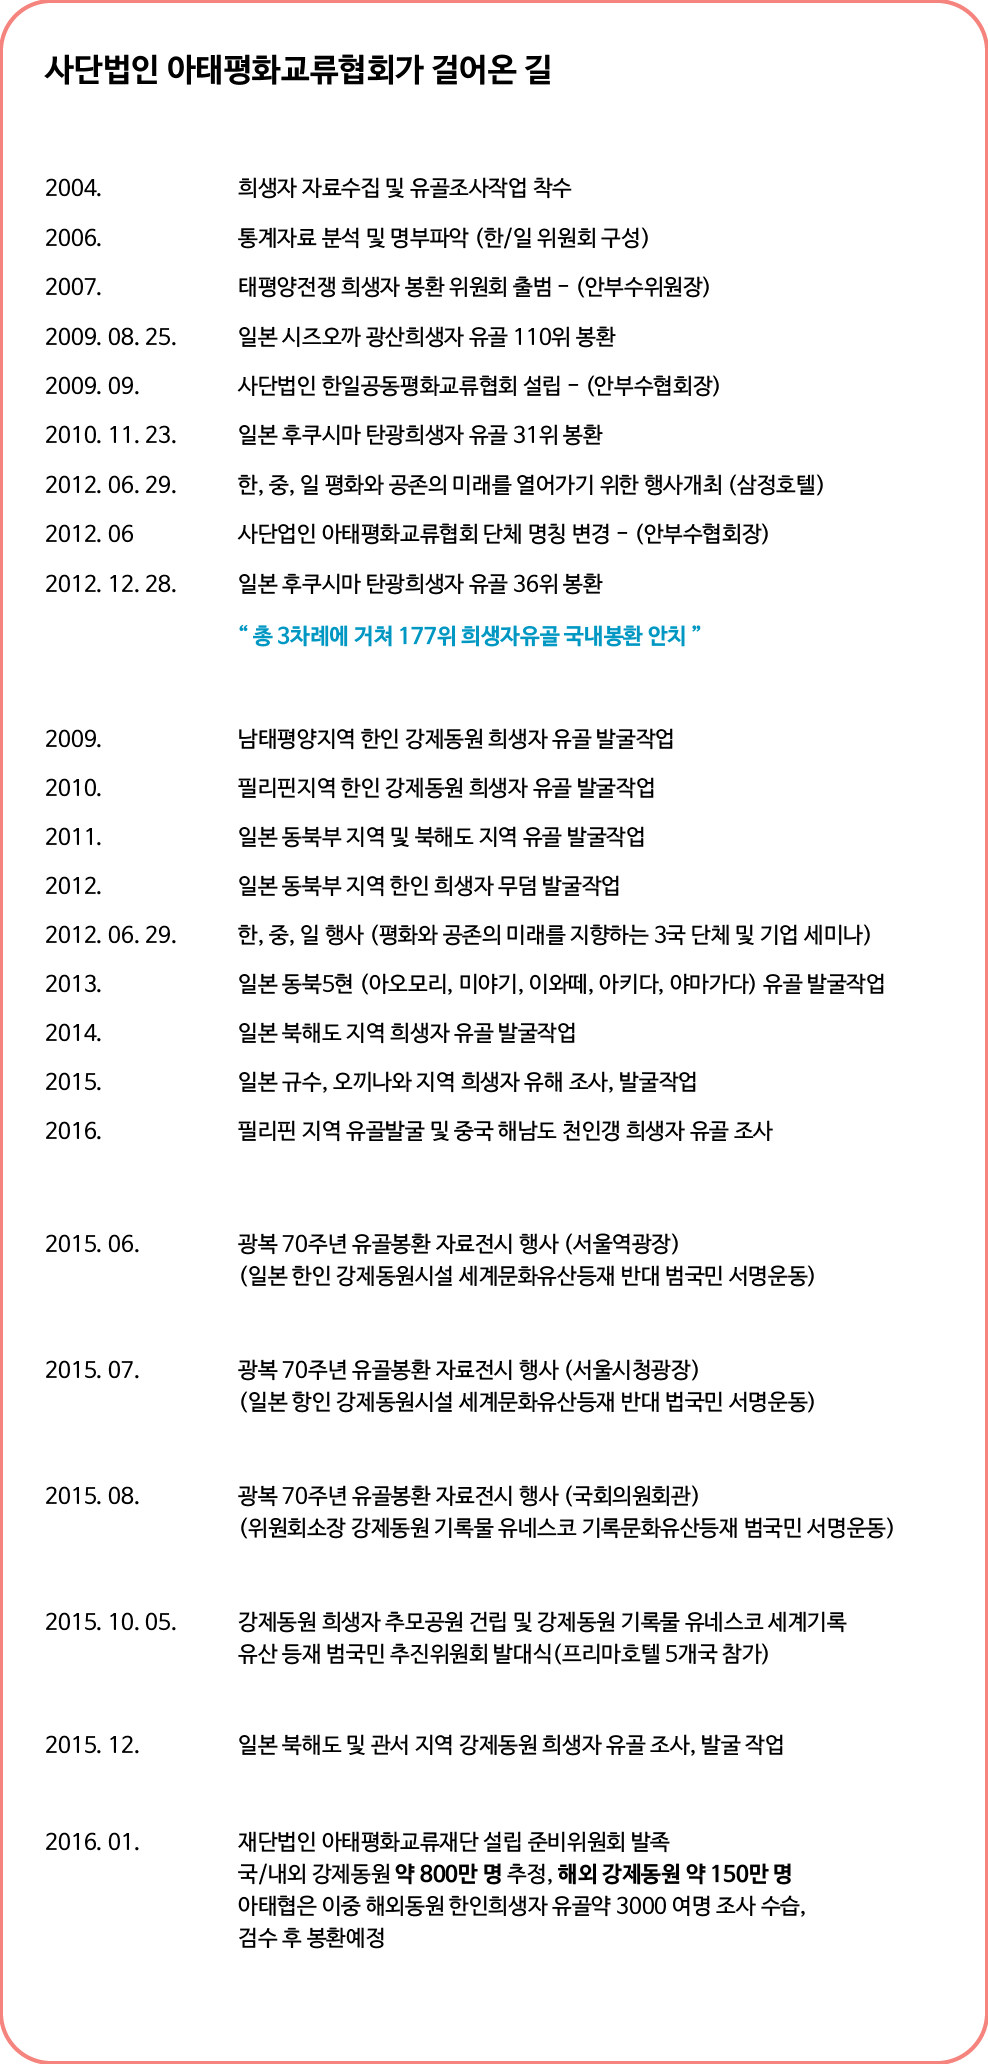 사단법인 아태평화교류협회가 걸어온 길
2004. 희생자 자료수집 및 유골조사작업 착수
2006. 통계자료 분석 및 명부파악 (한/일 위원회 구성)
2007. 태평양전쟁 희생자 봉환 위원회 출범 - (안부수위원장)
2009. 08. 25. 일본 시즈오까 광산희생자 유골 110위 봉환
2009. 09. 사단법인 한일공동평화교류협회 설립 - (안부수협회장)
2010. 11. 23. 일본 후쿠시마 탄광희생자 유골 31위 봉환
2012. 06. 29. 한, 중, 일 평화와 공존의 미래를 열어가기 위한 행사개최 (삼정호텔)
2012. 06 사단업인 아태평화교류협회 단체 명칭 변경 - (안부수협회장)
2012. 12. 28. 일본 후쿠시마 탄광희생자 유골 36위 봉환
“ 총 3차례에 거쳐 177위 희생자유골 국내봉환 안치 ”
2009. 남태평양지역 한인 강제동원 희생자 유골 발굴작업
2010. 필리핀지역 한인 강제동원 희생자 유골 발굴작업
2011. 일본 동북부 지역 및 북해도 지역 유골 발굴작업
2012. 일본 동북부 지역 한인 희생자 무덤 발굴작업
2012. 06. 29. 한, 중, 일 행사 (평화와 공존의 미래를 지향하는 3국 단체 및 기업 세미나)
2013. 일본 동북5현 (아오모리, 미야기, 이와떼, 아키다, 야마가다) 유골 발굴작업
2014. 일본 북해도 지역 희생자 유골 발굴작업
2015. 일본 규수, 오끼나와 지역 희생자 유해 조사, 발굴작업
2016. 필리핀 지역 유골발굴 및 중국 해남도 천인갱 희생자 유골 조사
2015. 06. 광복 70주년 유골봉환 자료전시 행사 (서울역광장)
(일본 한인 강제동원시설 세계문화유산등재 반대 범국민 서명운동)
2015. 07. 광복 70주년 유골봉환 자료전시 행사 (서울시청광장)
(일본 항인 강제동원시설 세계문화유산등재 반대 법국민 서명운동)
2015. 08. 광복 70주년 유골봉환 자료전시 행사 (국회의원회관)
(위원회소장 강제동원 기록물 유네스코 기록문화유산등재 범국민 서명운동)
2015. 10. 05. 강제동원 희생자 추모공원 건립 및 강제동원 기록물 유네스코 세계기록
유산 등재 범국민 추진위원회 발대식(프리마호텔 5개국 참가)
2015. 12. 일본 북해도 및 관서 지역 강제동원 희생자 유골 조사, 발굴 작업
2016. 01. 재단법인 아태평화교류재단 설립 준비위원회 발족
국/내외 강제동원 약 800만 명 추정, 해외 강제동원 약 150만 명
아태협은 이중 해외동원 한인희생자 유골약 3000 여명 조사 수습,
검수 후 봉환예정